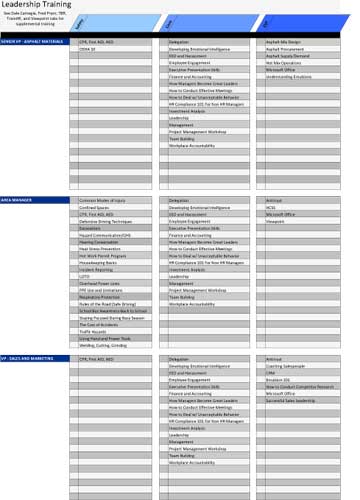 Leadership Training
See Dale Carnegie, Fred Pryor, TBR,
TransfR, and Viewpoint tabs for
supplemental training
Safety
Core
SENIOR VP - ASPHALT MATERIALS
CPR, First AID, AED
OSHA 10
Delegation
Developing Emotional Intelligence
EEO and Harassment
Employee Engagement
Executive Presentation Skills
Finance and Accounting
How Managers Become Great Leaders
How to Conduct Effective Meetings
How to Deal w/ Unacceptable Behavior
HR Compliance 101 For Non HR Managers
Investment Analysis
Leadership
Management
Project Management Workshop
Team Building
Workplace Accountability
Asphalt Mix Design
Asphalt Procurement
Asphalt Supply/Demand
Hot Mix Operations
Microsoft Office
Understanding Emulsions
AREA MANAGER
Common Modes of Injury
Confined Spaces
CPR, First AID, AED
Defensive Driving Techniques
Excavations
Hazard Communication/GHS
Hearing Conservation
Heat Stress Prevention
Hot Work Permit Program
Housekeeping Basics
Incident Reporting
LOTO
Overhead Power Lines
PPE Use and Limitations
Respiratory Protection
Rules of the Road (Safe Driving)
School Bus Awareness-Back to School
Staying Focused During Busy Season
The Cost of Accidents
Traffic Hazards
Using Hand and Power Tools
Welding, Cutting, Grinding
Delegation
Developing Emotional Intelligence
EEO and Harassment
Executive Presentation Skills
Finance and Accounting
How Managers Become Great Leaders
How to Conduct Effective Meetings
How to Deal w/ Unacceptable Behavior
HR Compliance 101 For Non HR Managers
Investment Analysis
Leadership
Management
Project Management Workshop
Team Building
Workplace Accountability
Antitrust
HCSS
Microsoft Office
Viewpoint
VP - SALES AND MARKETING
CPR, First AID, AED
Delegation
Developing Emotional Intelligence
EEO and Harassment
Employee Engagement
Executive Presentation Skills
Finance and Accounting
How Managers Become Great Leaders
How to Conduct Effective Meetings
How to Deal w/ Unacceptable Behavior
HR Compliance 101 For Non HR Managers
Investment Analysis
Leadership
Management
Project Management Workshop
Team Building
Workplace Accountability
Antitrust
Coaching Salespeople
CRM
Emulsion 101
How to Conduct Competitor Research
Microsoft Office
Successful Sales Leadership